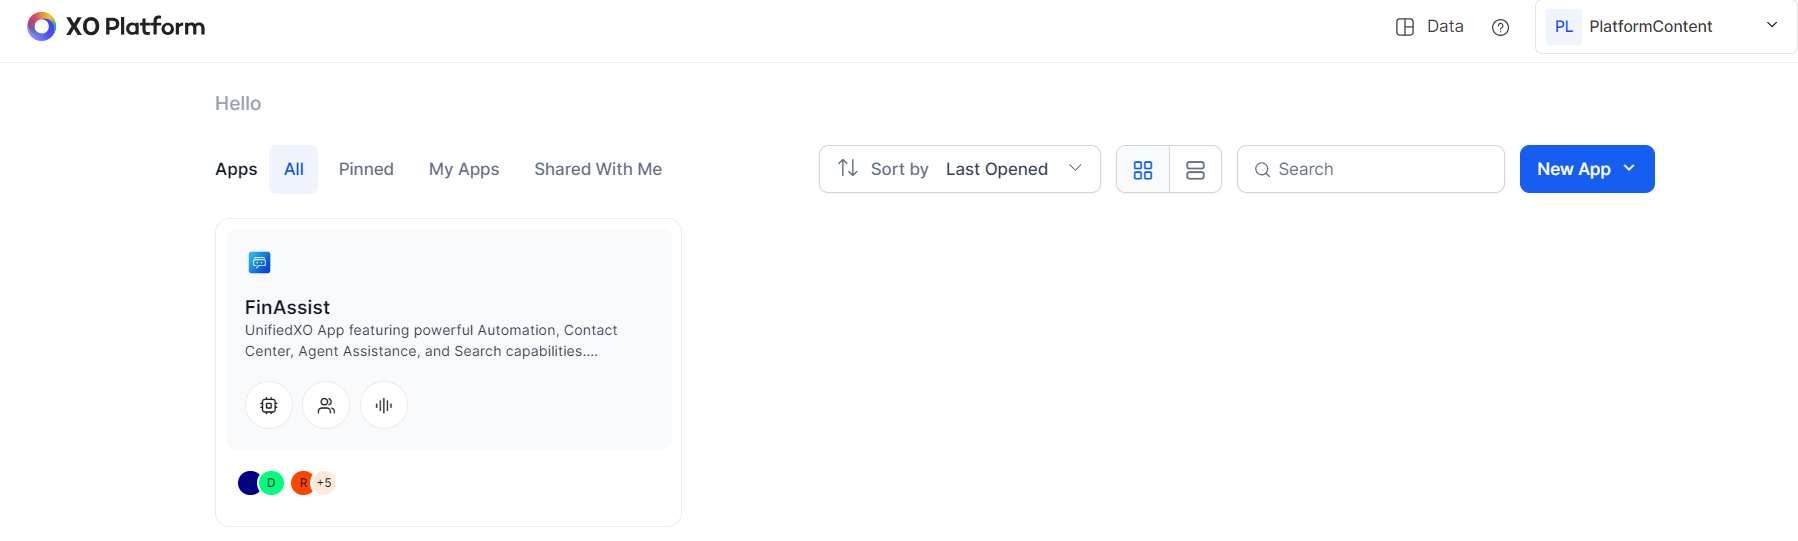 XO Platform
Data
PL PlatformContent
Hello
Apps All Pinned My Apps Shared With Me
Sort by Last Opened
Search
New App
FinAssist
UnifiedXO App featuring powerful Automation, Contact
Center, Agent Assistance, and Search capabilities....
D R +5